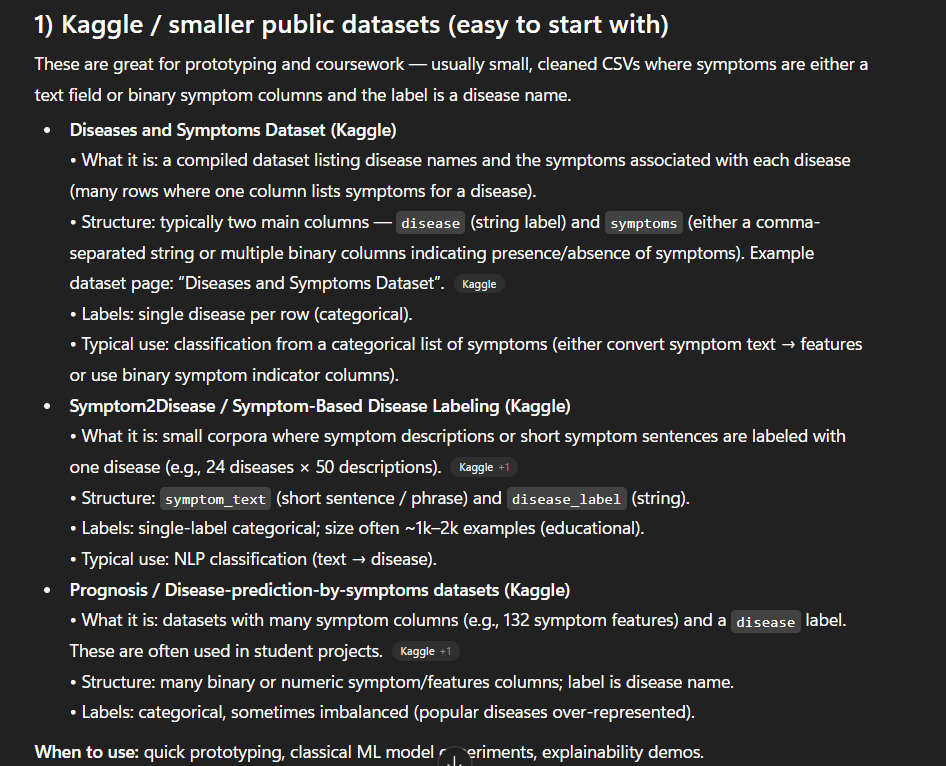 1) Kaggle / smaller public datasets (easy to start with)
These are great for prototyping and coursework — usually small, cleaned CSVs where symptoms are either a
text field or binary symptom columns and the label is a disease name.
• Diseases and Symptoms Dataset (Kaggle)
• What it is: a compiled dataset listing disease names and the symptoms associated with each disease
(many rows where one column lists symptoms for a disease).
• Structure: typically two main columns — disease (string label) and symptoms (either a comma-
separated string or multiple binary columns indicating presence/absence of symptoms). Example
dataset page: “Diseases and Symptoms Dataset”. Kaggle
• Labels: single disease per row (categorical).
• Typical use: classification from a categorical list of symptoms (either convert symptom text → features
or use binary symptom indicator columns).
• Symptom2Disease / Symptom-Based Disease Labeling (Kaggle)
• What it is: small corpora where symptom descriptions or short symptom sentences are labeled with
one disease (e.g., 24 diseases × 50 descriptions). Kaggle +1
• Structure: symptom_text (short sentence / phrase) and disease_label (string).
• Labels: single-label categorical; size often ~1k–2k examples (educational).
• Typical use: NLP classification (text → disease).
• Prognosis / Disease-prediction-by-symptoms datasets (Kaggle)
• What it is: datasets with many symptom columns (e.g., 132 symptom features) and a disease label.
These are often used in student projects. Kaggle +1
• Structure: many binary or numeric symptom/features columns; label is disease name.
• Labels: categorical, sometimes imbalanced (popular diseases over-represented).
When to use: quick prototyping, classical ML model eriments, explainability demos.